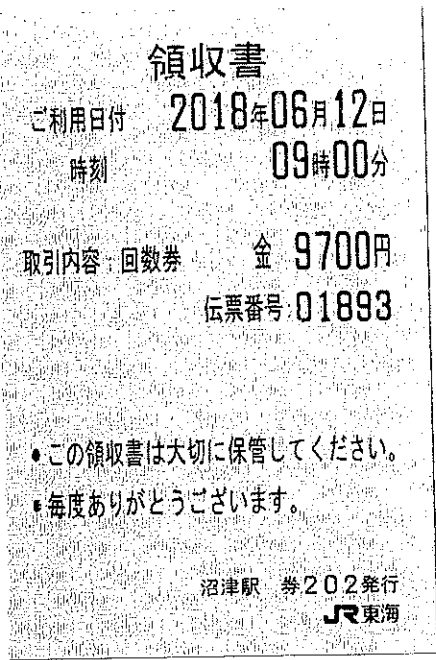 領収書
ご利用日付 2018年06月12日
時刻 09時00分
取引内容:回数券 金 9700円
伝票番号:01893
•この領収書は大切に保管してください。
•毎度ありがとうございます。
沼津駅 券202発行
JR東海